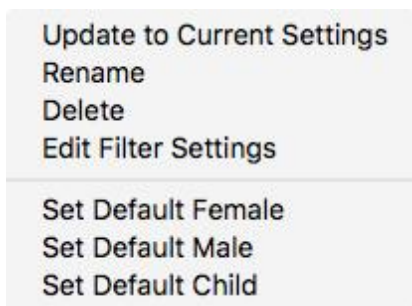 Update to Current Settings
Rename
Delete
Edit Filter Settings
Set Default Female
Set Default Male
Set Default Child